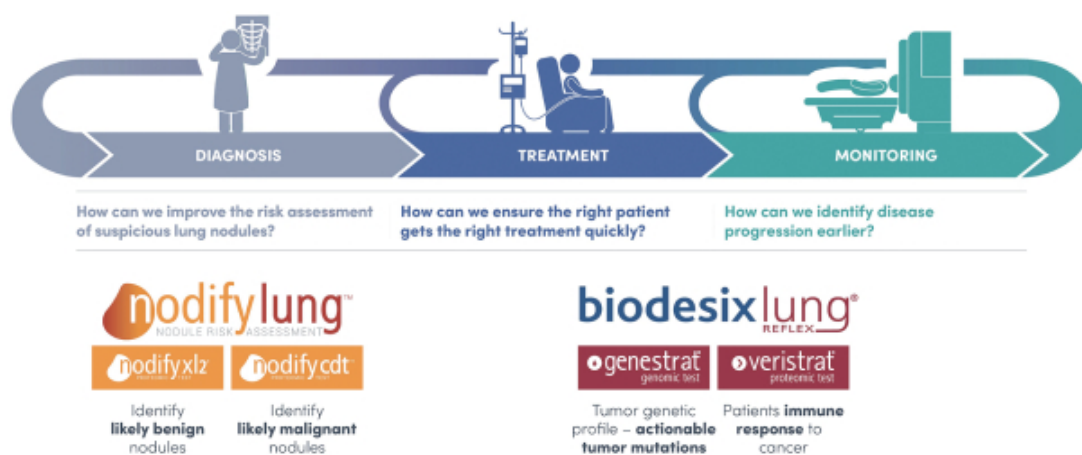 DIAGNOSIS
TREATMENT
MONITORING
How can we improve the risk assessment
of suspicious lung nodules?
How can we ensure the right patient
gets the right treatment quickly?
How can we identify disease
progression earlier?
nodifylung™
NODULE RISK ASSESSMENT
nodifyxl2
PROTEOMIC TEST
nodifycdt
Identify
likely benign
nodules
Identify
likely malignant
nodules
biodesixlung®
REFLEX
genestrat
genomic test
veristrat
proteomic test
Tumor genetic
profile – actionable
tumor mutations
Patients immune
response to
cancer